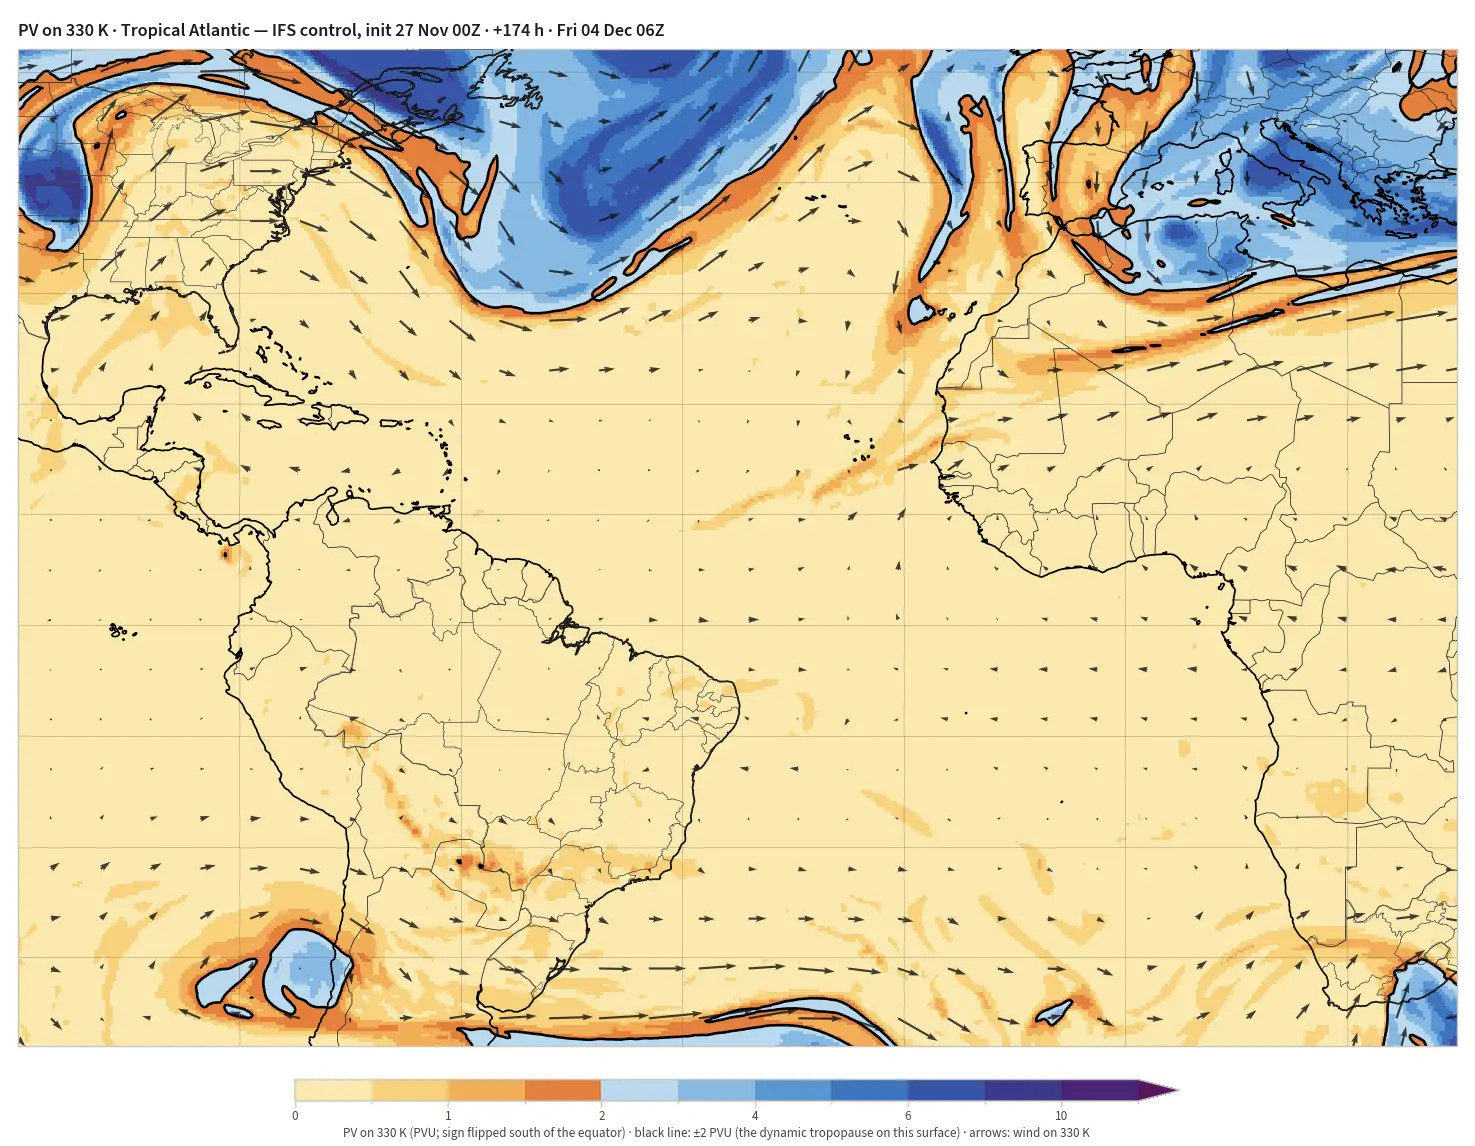 PV on 330 K · Tropical Atlantic — IFS control, init 27 Nov 00Z · +174 h · Fri 04 Dec 06Z
0 1 2 4 6 8 10
PV on 330 K (PVU; sign flipped south of the equator) · black line: ±2 PVU (the dynamic tropopause on this surface) · arrows: wind on 330 K